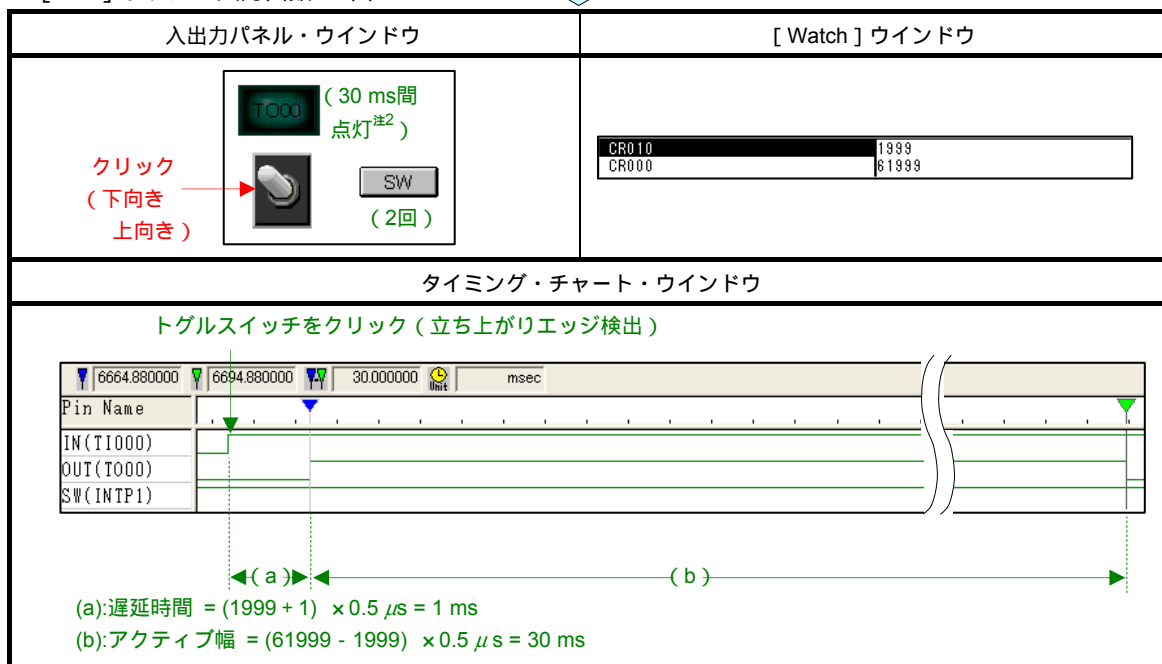 入出力パネル・ウインドウ
[ Watch ] ウインドウ
TO00
( 30 ms間
点灯注2 )
クリック
( 下向き
上向き )
SW
( 2回 )
CR010 1999
CR000 61999
タイミング・チャート・ウインドウ
トグルスイッチをクリック ( 立ち上がりエッジ検出 )
6664.880000 6694.880000 30.000000 Unit msec
Pin Name
IN(TI000)
OUT(TO00)
SW(INTP1)
( a ) ( b )
(a):遅延時間 = (1999 + 1) × 0.5 μs = 1 ms
(b):アクティブ幅 = (61999 - 1999) × 0.5 μ s = 30 ms